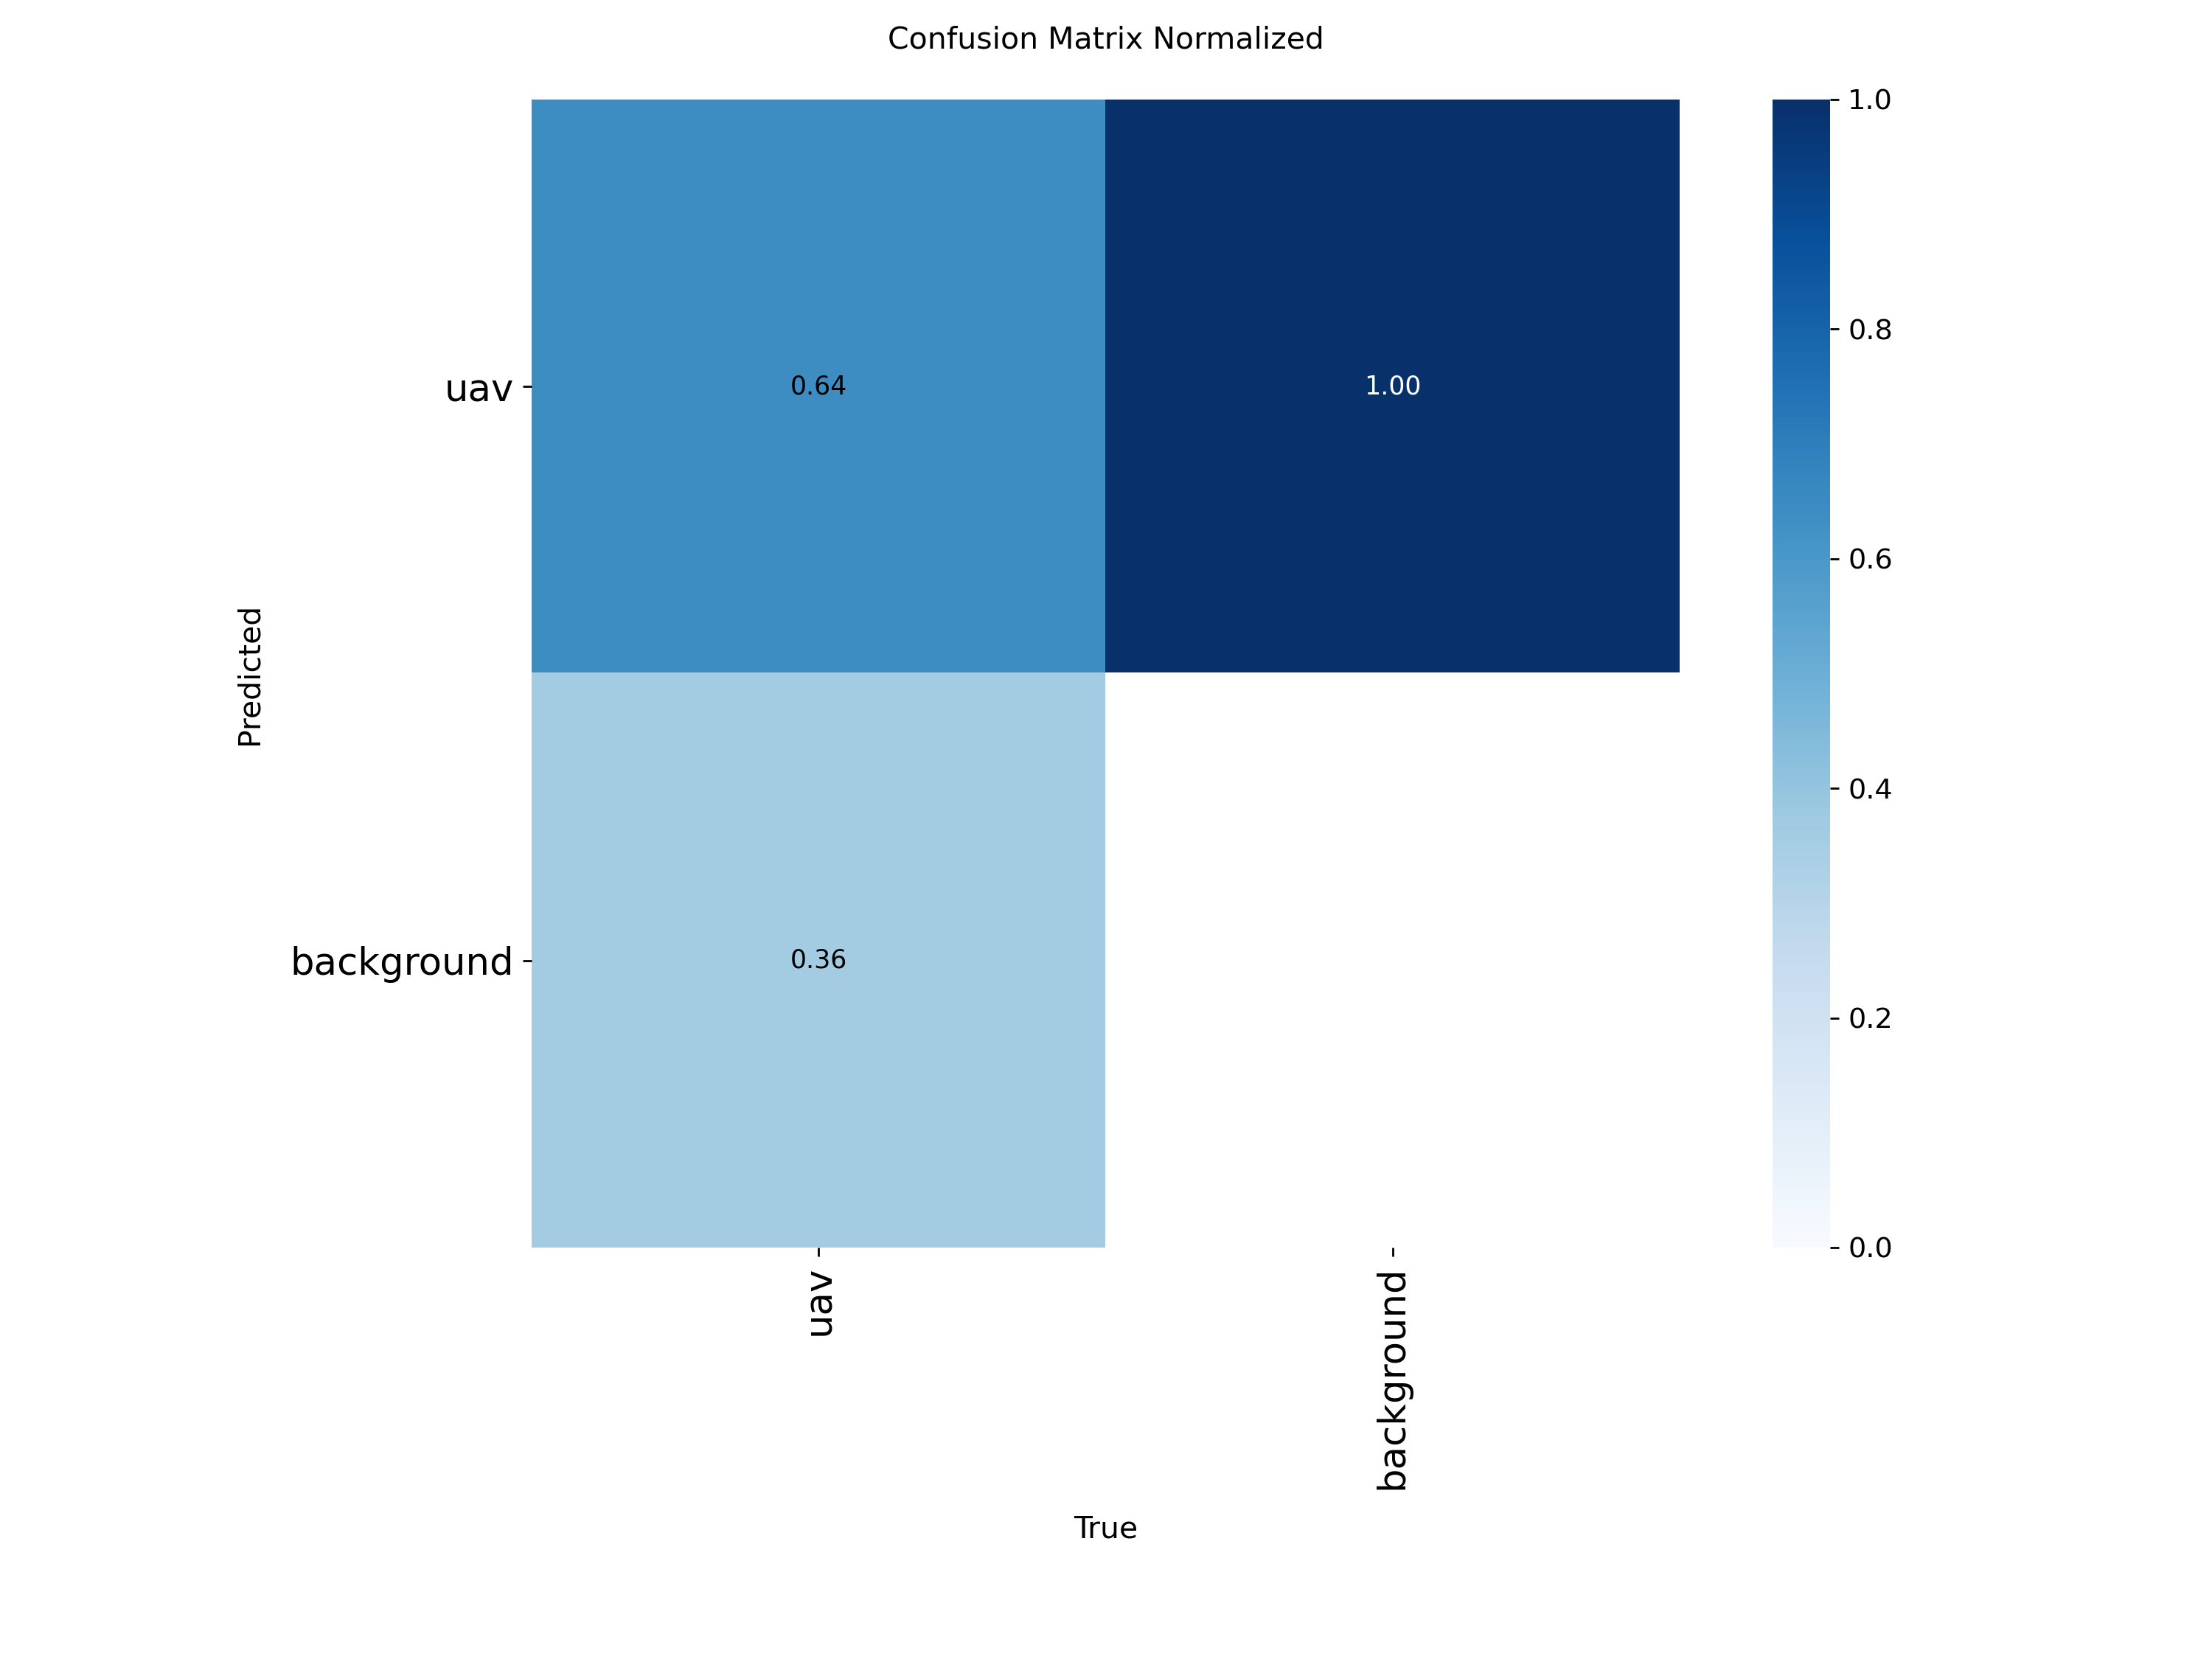 Confusion Matrix Normalized
1.0
0.8
0.6
0.4
0.2
0.0
Predicted
uav
0.64
1.00
background
0.36
uav
background
True